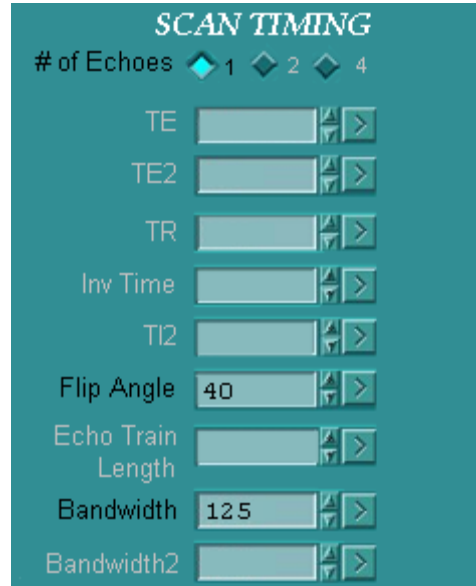 SCAN TIMING
# of Echoes 1 2 4
TE
TE2
TR
Inv Time
TI2
Flip Angle 40
Echo Train
Length
Bandwidth 125
Bandwidth2